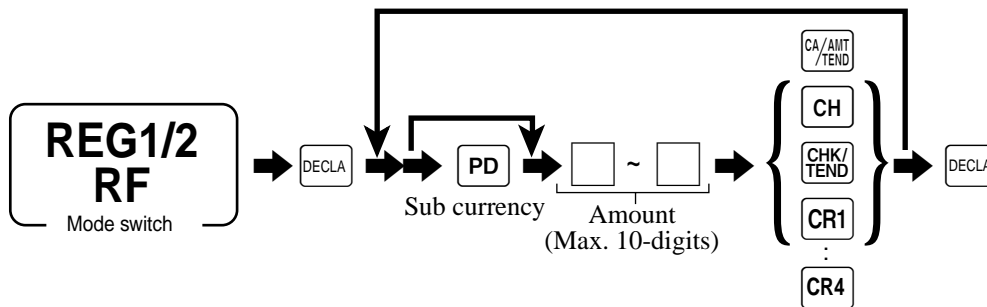 REG1/2
RF
Mode switch
DECLA
PD
Sub currency
~
Amount
(Max. 10-digits)
CA/AMT
/TEND
CH
CHK/
TEND
CR1
:
CR4
DECLA